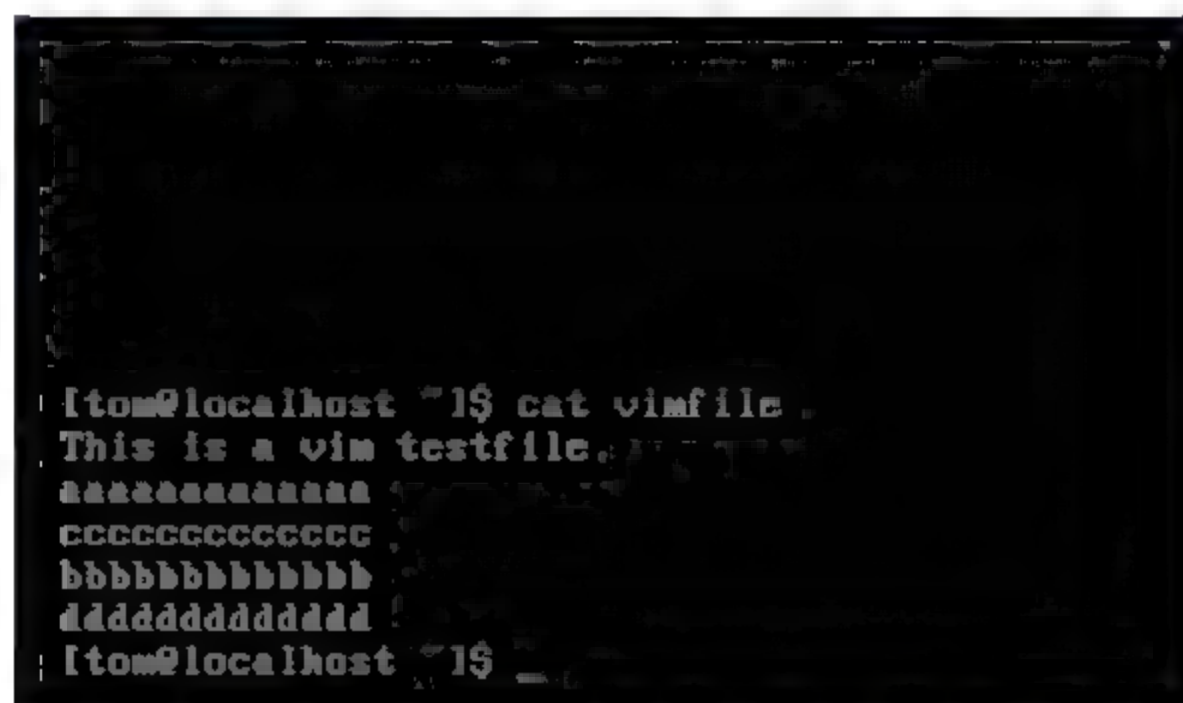 [tom@localhost ~]$ cat vimfile
This is a vim testfile.
aaaaaaaaaaaaa
ccccccccccccc
bbbbbbbbbbbbb
ddddddddddddd
[tom@localhost ~]$ _